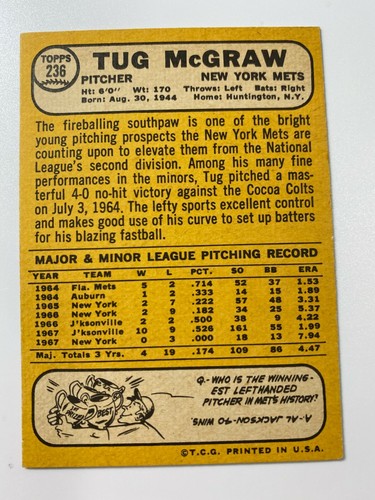 TOPPS
236
TUG McGRAW
PITCHER NEW YORK METS
Ht: 6'0" Wt: 170 Throws: Left Bats: Right
Born: Aug. 30, 1944 Home: Huntington, N.Y.
The fireballing southpaw is one of the bright
young pitching prospects the New York Mets are
counting upon to elevate them from the National
League's second division. Among his many fine
performances in the minors, Tug pitched a mas-
terful 4-0 no-hit victory against the Cocoa Colts
on July 3, 1964. The lefty sports excellent control
and makes good use of his curve to set up batters
for his blazing fastball.
MAJOR & MINOR LEAGUE PITCHING RECORD
YEAR TEAM W L PCT. SO BB ERA
1964 Fla. Mets 5 2 .714 52 37 1.53
1964 Auburn 1 2 .333 14 15 1.89
1965 New York 2 7 .222 57 48 3.31
1966 New York 2 9 .182 34 25 5.37
1966 J'ksonville 2 2 .500 38 9 4.22
1967 J'ksonville 10 9 .526 161 55 1.99
1967 New York 0 3 .000 18 13 7.94
Maj. Totals 3 Yrs. 4 19 .174 109 86 4.47
Q.-WHO IS THE WINNING-
EST LEFTHANDED
PITCHER IN METS HISTORY?
A-AL JACKSON-70 WINS.
BEST
©T.C.G. PRINTED IN U.S.A.